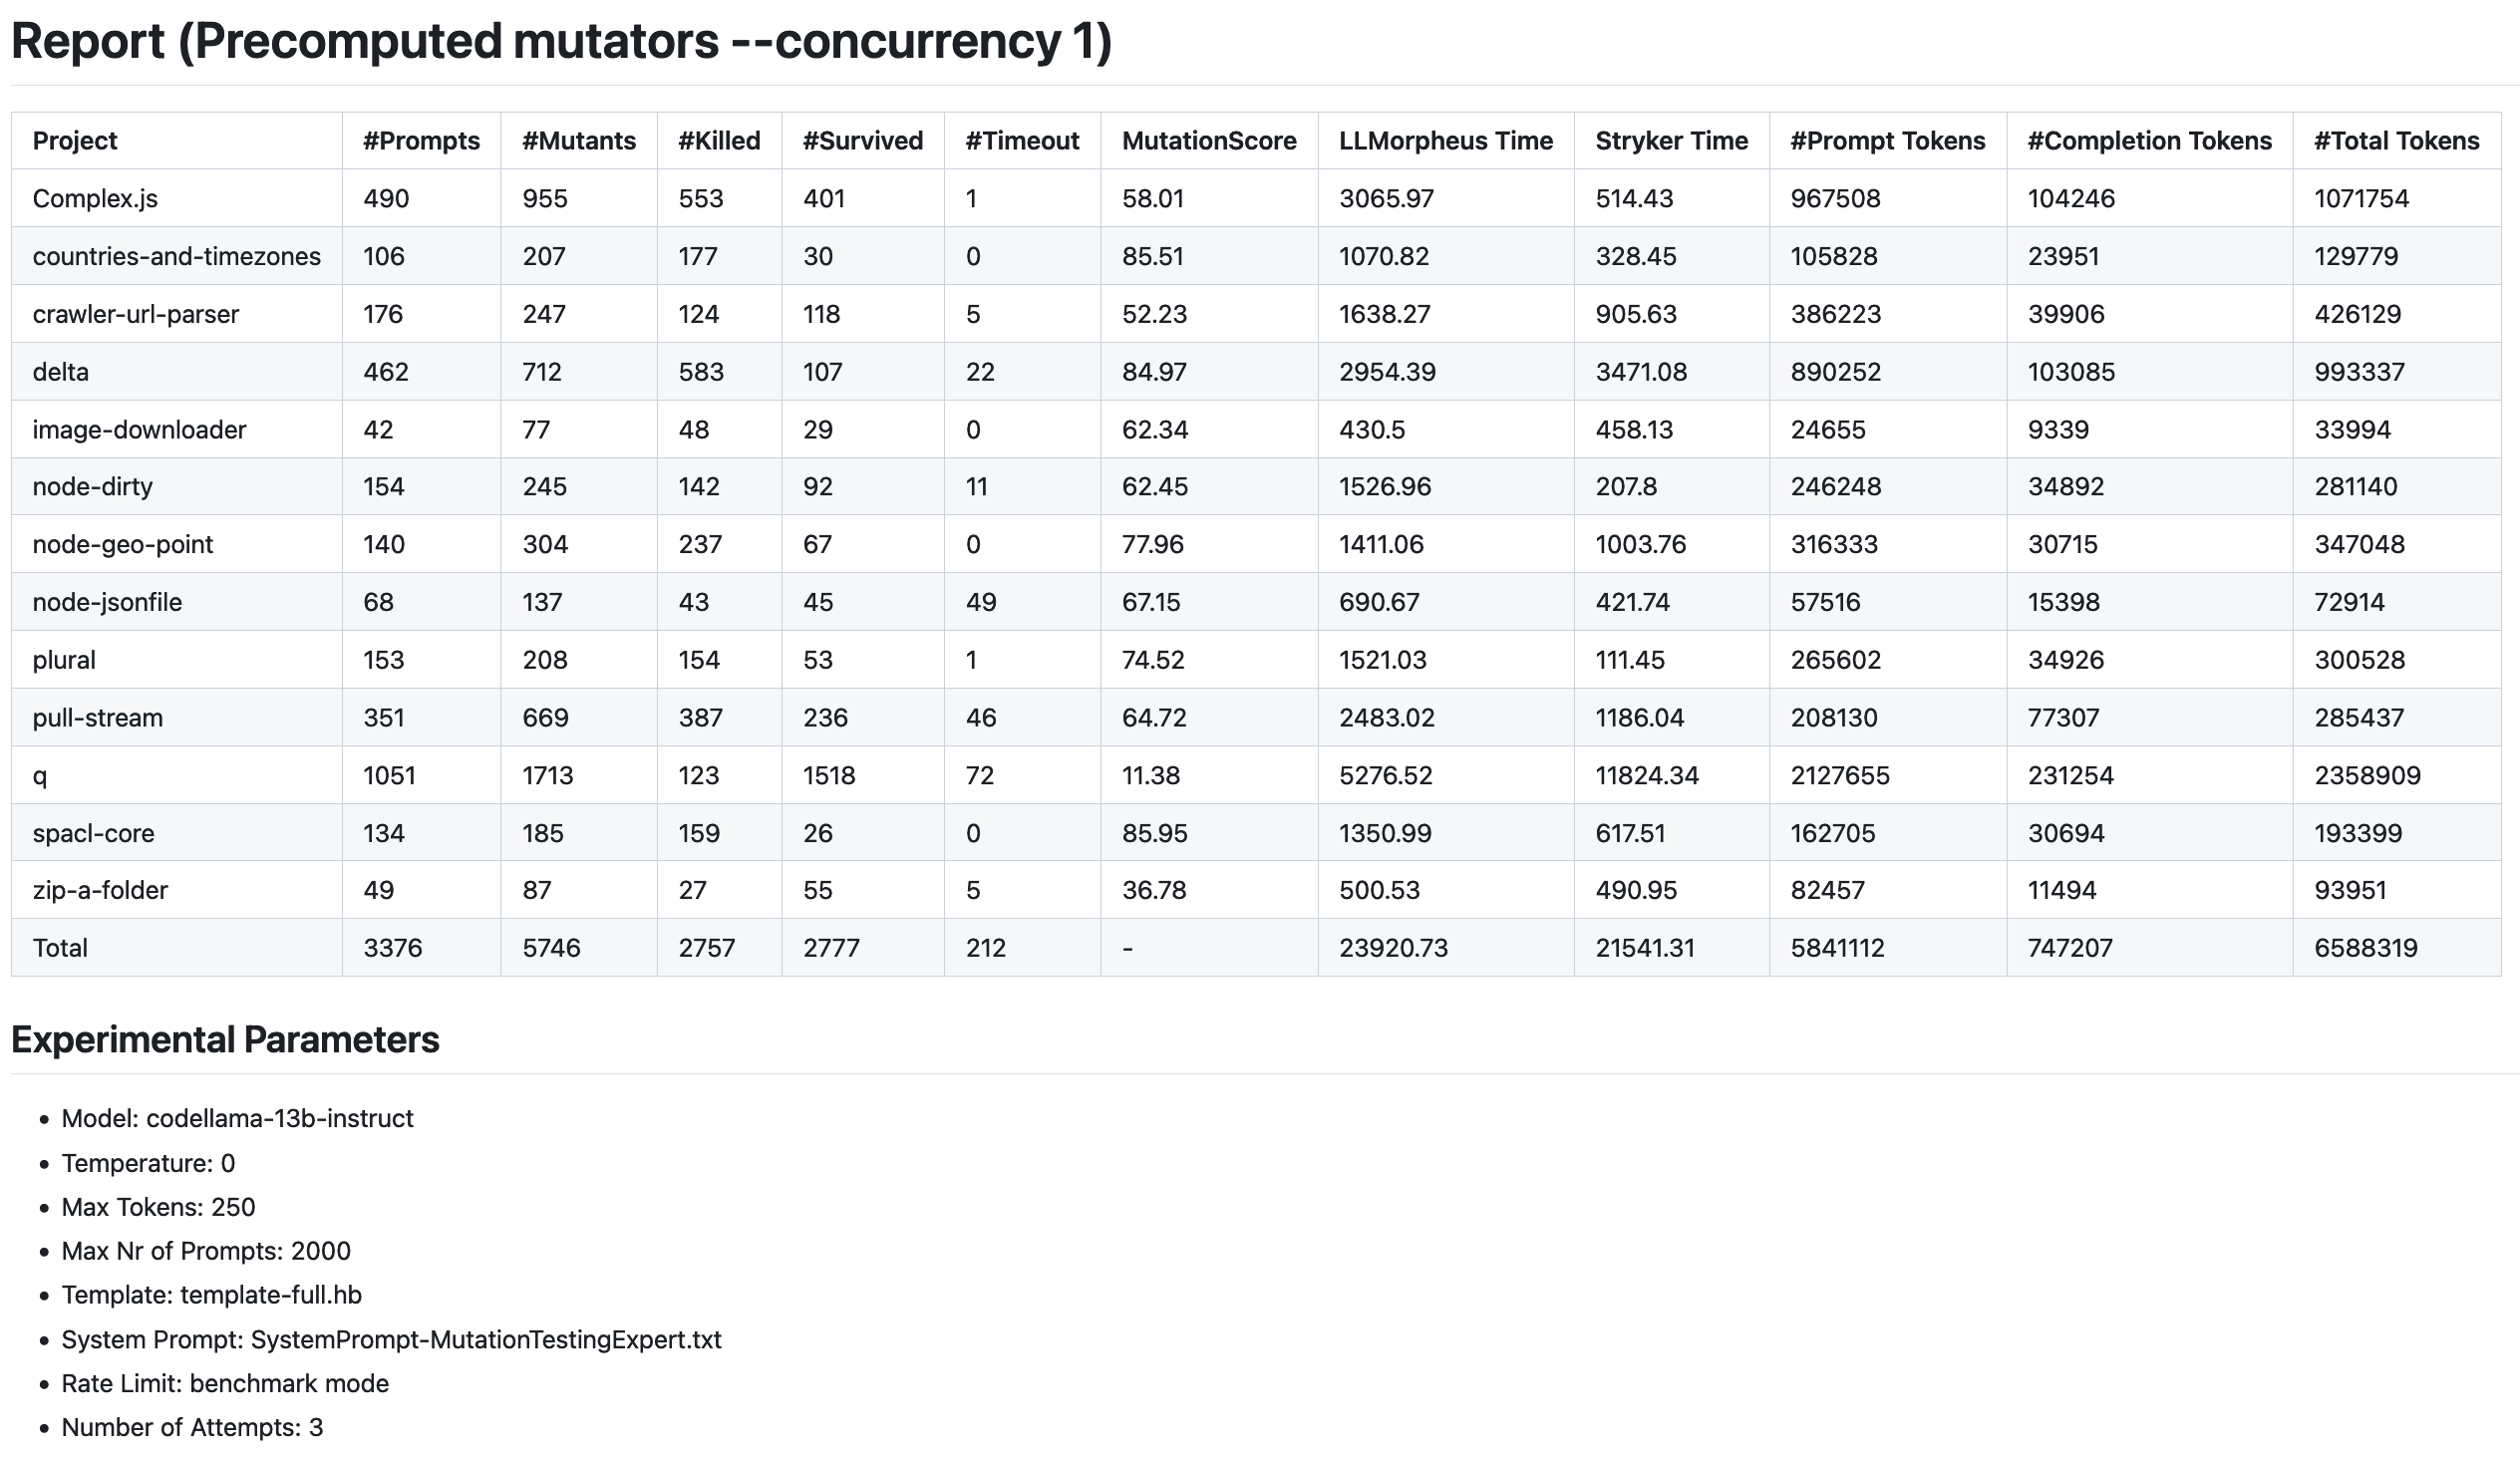 Report (Precomputed mutators --concurrency 1)
Project #Prompts #Mutants #Killed #Survived #Timeout MutationScore LLMorpheus Time Stryker Time #Prompt Tokens #Completion Tokens #Total Tokens
Complex.js 490 955 553 401 1 58.01 3065.97 514.43 967508 104246 1071754
countries-and-timezones 106 207 177 30 0 85.51 1070.82 328.45 105828 23951 129779
crawler-url-parser 176 247 124 118 5 52.23 1638.27 905.63 386223 39906 426129
delta 462 712 583 107 22 84.97 2954.39 3471.08 890252 103085 993337
image-downloader 42 77 48 29 0 62.34 430.5 458.13 24655 9339 33994
node-dirty 154 245 142 92 11 62.45 1526.96 207.8 246248 34892 281140
node-geo-point 140 304 237 67 0 77.96 1411.06 1003.76 316333 30715 347048
node-jsonfile 68 137 43 45 49 67.15 690.67 421.74 57516 15398 72914
plural 153 208 154 53 1 74.52 1521.03 111.45 265602 34926 300528
pull-stream 351 669 387 236 46 64.72 2483.02 1186.04 208130 77307 285437
q 1051 1713 123 1518 72 11.38 5276.52 11824.34 2127655 231254 2358909
spacl-core 134 185 159 26 0 85.95 1350.99 617.51 162705 30694 193399
zip-a-folder 49 87 27 55 5 36.78 500.53 490.95 82457 11494 93951
Total 3376 5746 2757 2777 212 - 23920.73 21541.31 5841112 747207 6588319
Experimental Parameters
• Model: codellama-13b-instruct
• Temperature: 0
• Max Tokens: 250
• Max Nr of Prompts: 2000
• Template: template-full.hb
• System Prompt: SystemPrompt-MutationTestingExpert.txt
• Rate Limit: benchmark mode
• Number of Attempts: 3